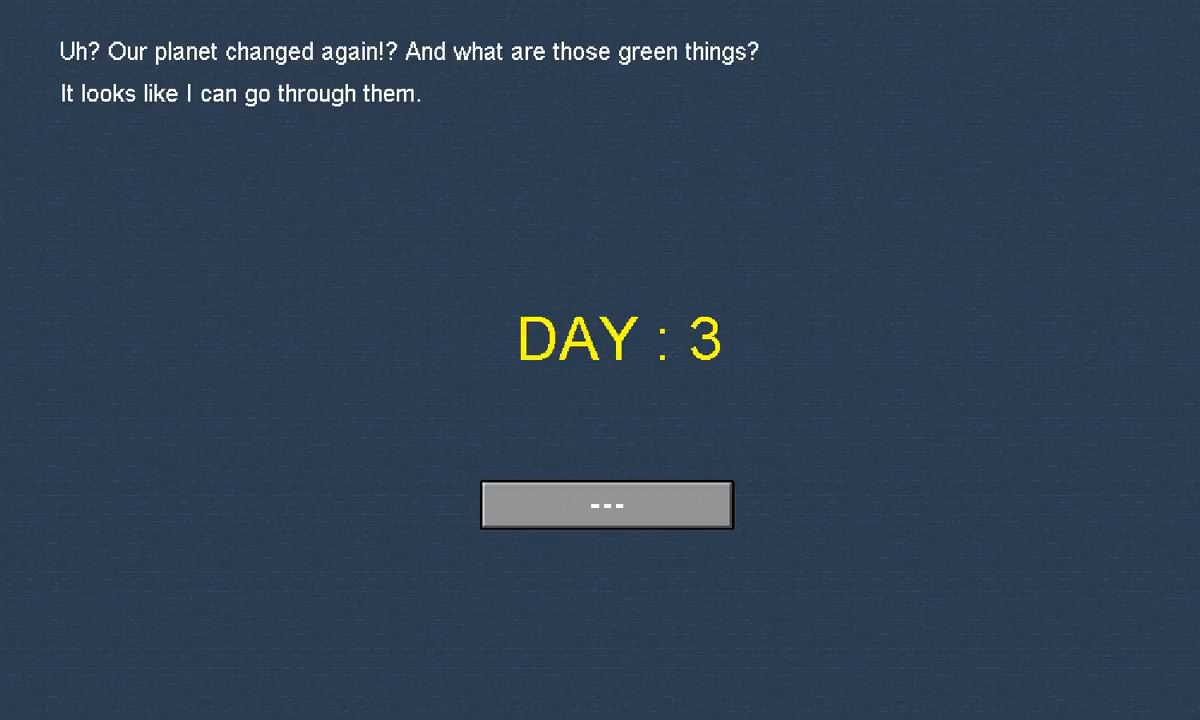 Uh? Our planet changed again!? And what are those green things?
It looks like I can go through them.
DAY : 3
---